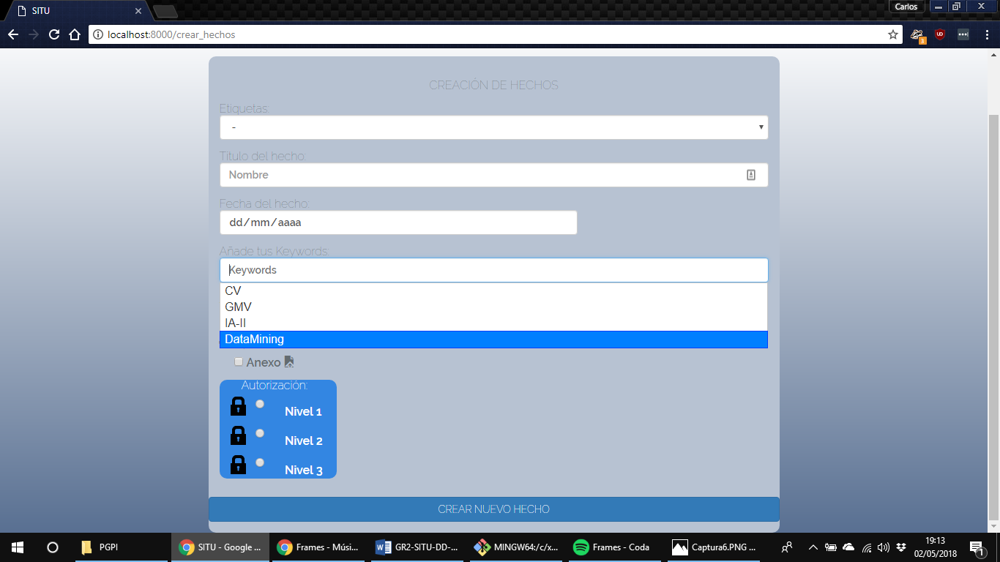 SITU
Carlos
localhost:8000/crear_hechos
3
UD
CREACIÓN DE HECHOS
Etiquetas:
-
Título del hecho:
Nombre
Fecha del hecho:
dd/mm/aaaa
Añade tus Keywords:
Keywords
CV
GMV
IA-II
DataMining
Anexo
Autorización:
Nivel 1
Nivel 2
Nivel 3
CREAR NUEVO HECHO
PGPI
SITU - Google ...
Frames - Músi...
GR2-SITU-DD-...
MINGW64:/c/x...
Frames - Coda
Captura6.PNG ...
19:13
02/05/2018
1